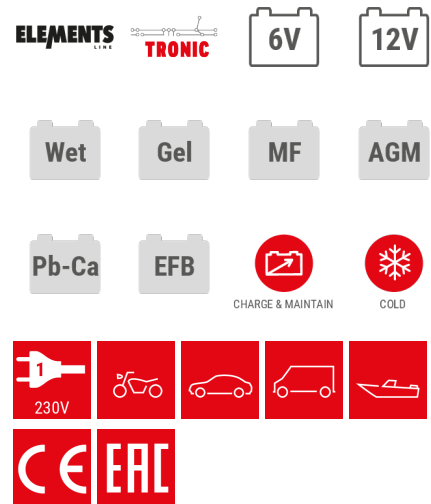 ELEMENTS
LINE
TRONIC
6V
12V
Wet
Gel
MF
AGM
Pb-Ca
EFB
CHARGE & MAINTAIN
COLD
1
230V
CE
EAC